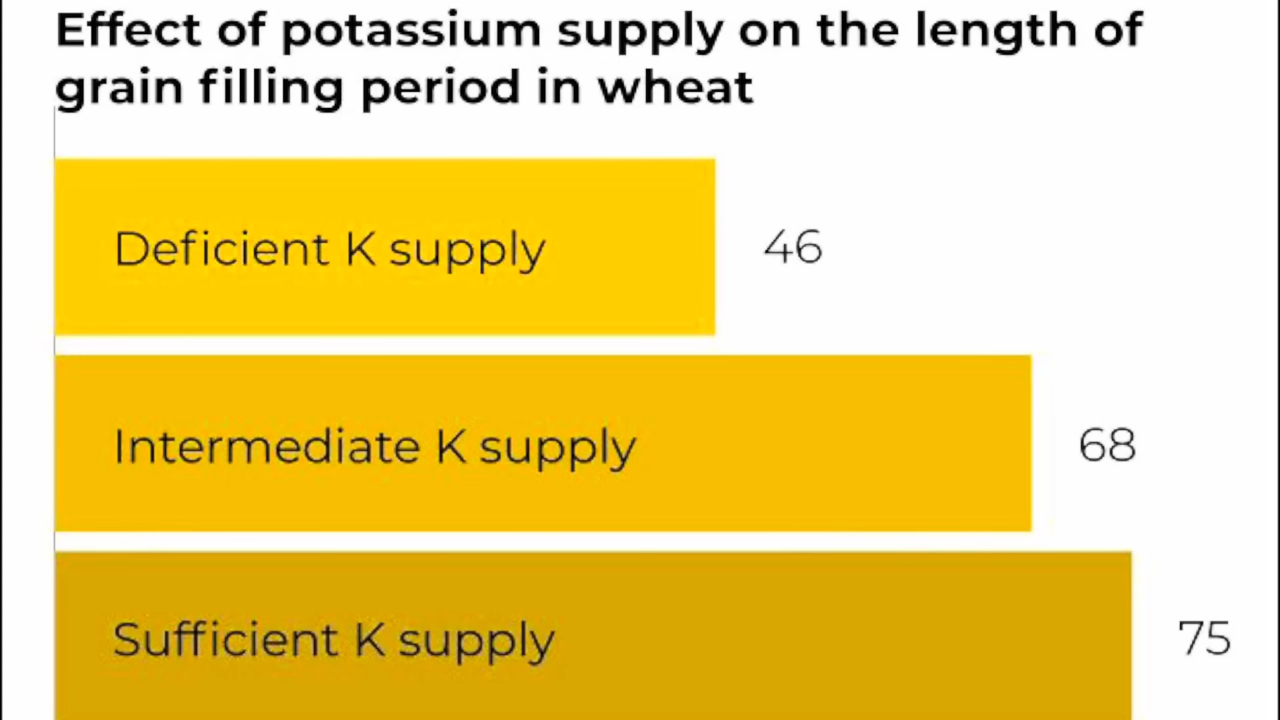 Effect of potassium supply on the length of
grain filling period in wheat
Deficient K supply 46
Intermediate K supply 68
Sufficient K supply 75